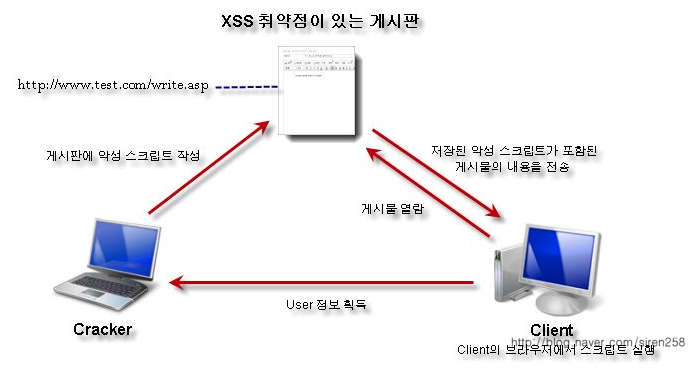 XSS 취약점이 있는 게시판
http://www.test.com/write.asp
게시판에 악성 스크립트 작성
저장된 악성 스크립트가 포함된
게시물의 내용을 전송
게시물 열람
User 정보 획득
Cracker
Client
http://blog.naver.com/siren258
Client의 브라우저에서 스크립트 실행